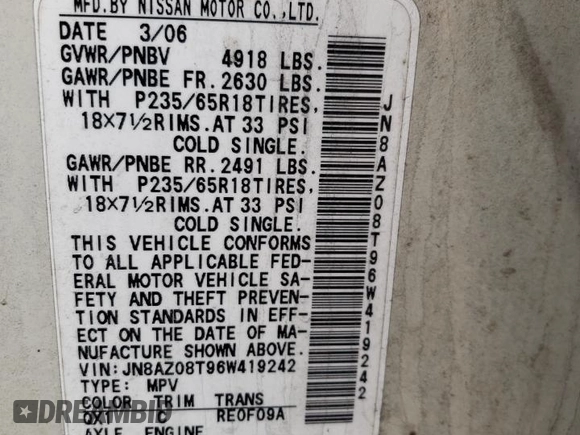 MFD.BY NISSAN MOTOR CO.,LTD.
DATE 3/06
GVWR/PNBV 4918 LBS.
GAWR/PNBE FR. 2630 LBS.
WITH P235/65R18TIRES,
18X7½RIMS.AT 33 PSI
COLD SINGLE.
GAWR/PNBE RR. 2491 LBS.
WITH P235/65R18TIRES,
18X7½RIMS.AT 33 PSI
COLD SINGLE.
THIS VEHICLE CONFORMS
TO ALL APPLICABLE FED-
ERAL MOTOR VEHICLE SA-
FETY AND THEFT PREVEN-
TION STANDARDS IN EFF-
ECT ON THE DATE OF MA-
NUFACTURE SHOWN ABOVE.
VIN:JN8AZ08T96W419242
TYPE: MPV
COLOR TRIM TRANS
QX1 C RE0F09A
AXLE ENGINE
JN8AZ08T96W419242
DREAMBID